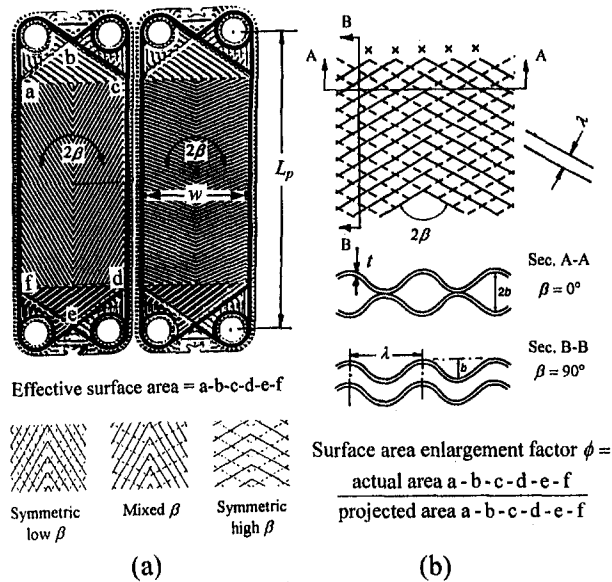 a
b
c
2β
f
d
e
2β
w
L_p
Effective surface area = a-b-c-d-e-f
Symmetric
low β
Mixed β
Symmetric
high β
(a)
B
A
x x x x x
A
λ
B
2β
t
2b
Sec. A-A
β = 0°
λ
b
Sec. B-B
β = 90°
Surface area enlargement factor ϕ =
actual area a - b - c - d - e - f
projected area a - b - c - d - e - f
(b)